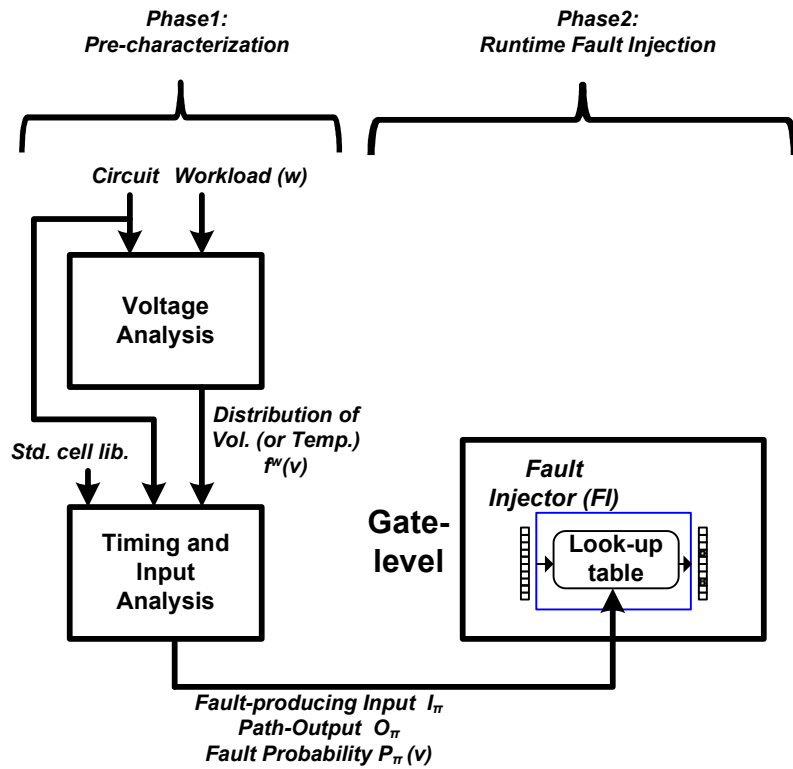 Phase1:
Pre-characterization
Phase2:
Runtime Fault Injection
Circuit Workload (w)
Voltage
Analysis
Distribution of
Vol. (or Temp.)
fʷ(v)
Std. cell lib.
Timing and
Input
Analysis
Gate-
level
Fault
Injector (FI)
Look-up
table
Fault-producing Input I_π
Path-Output O_π
Fault Probability P_π (v)